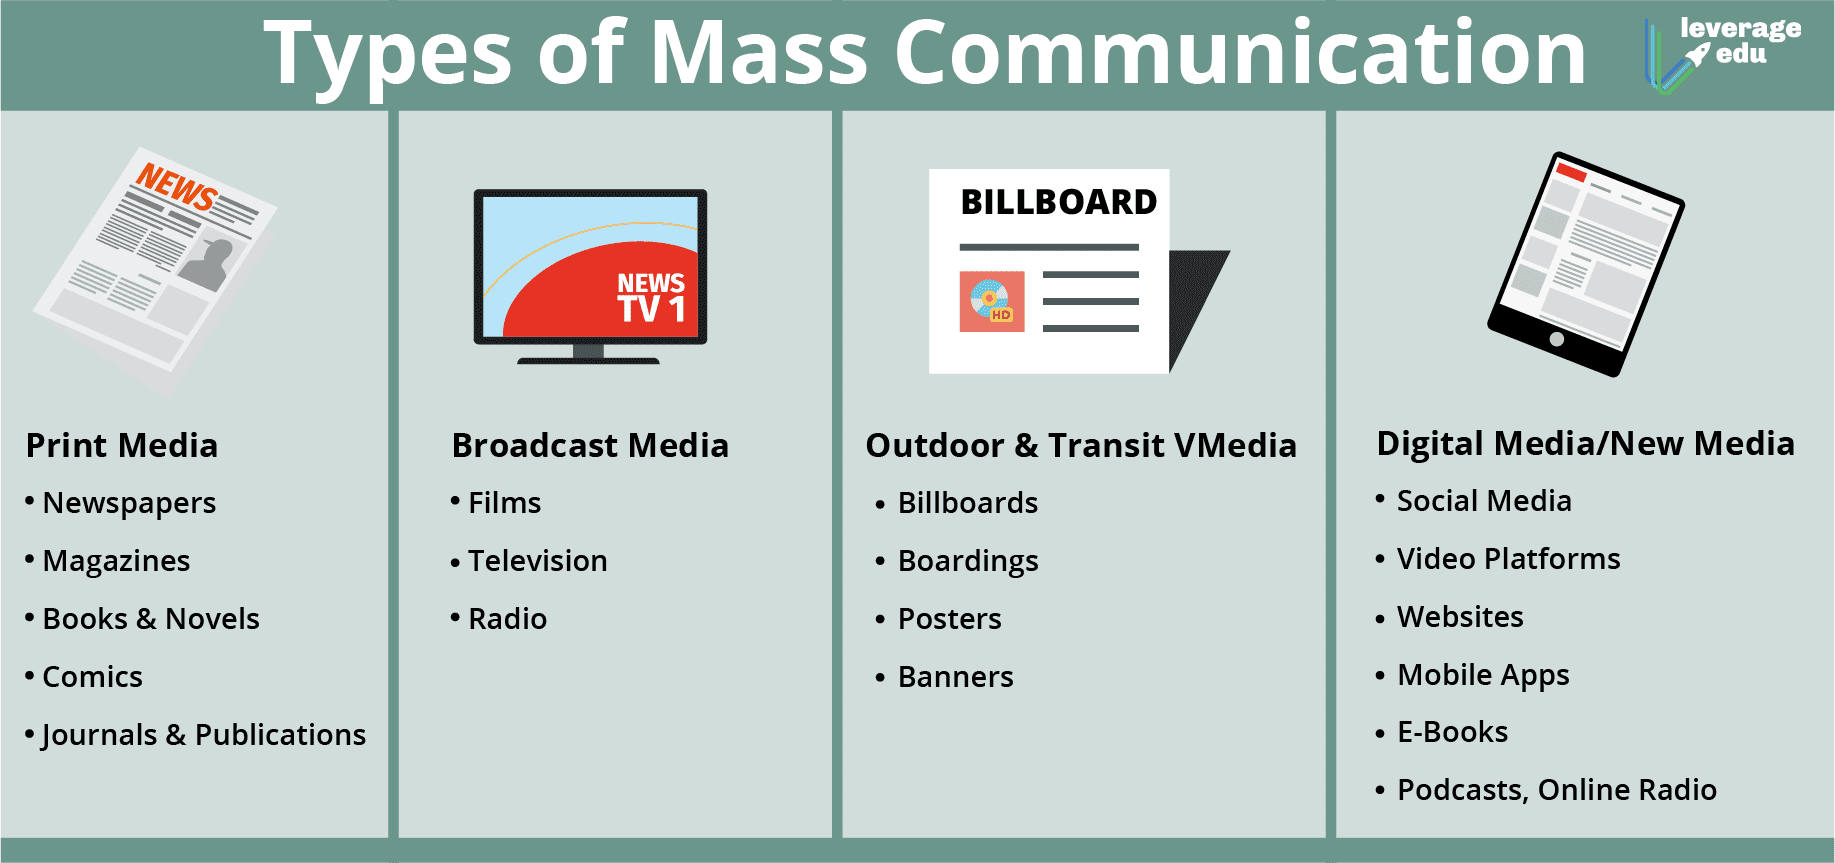 Types of Mass Communication
leverage
edu
NEWS
Print Media
• Newspapers
• Magazines
• Books & Novels
• Comics
• Journals & Publications
NEWS
TV 1
Broadcast Media
• Films
• Television
• Radio
BILLBOARD
HD
Outdoor & Transit VMedia
• Billboards
• Boardings
• Posters
• Banners
Digital Media/New Media
• Social Media
• Video Platforms
• Websites
• Mobile Apps
• E-Books
• Podcasts, Online Radio